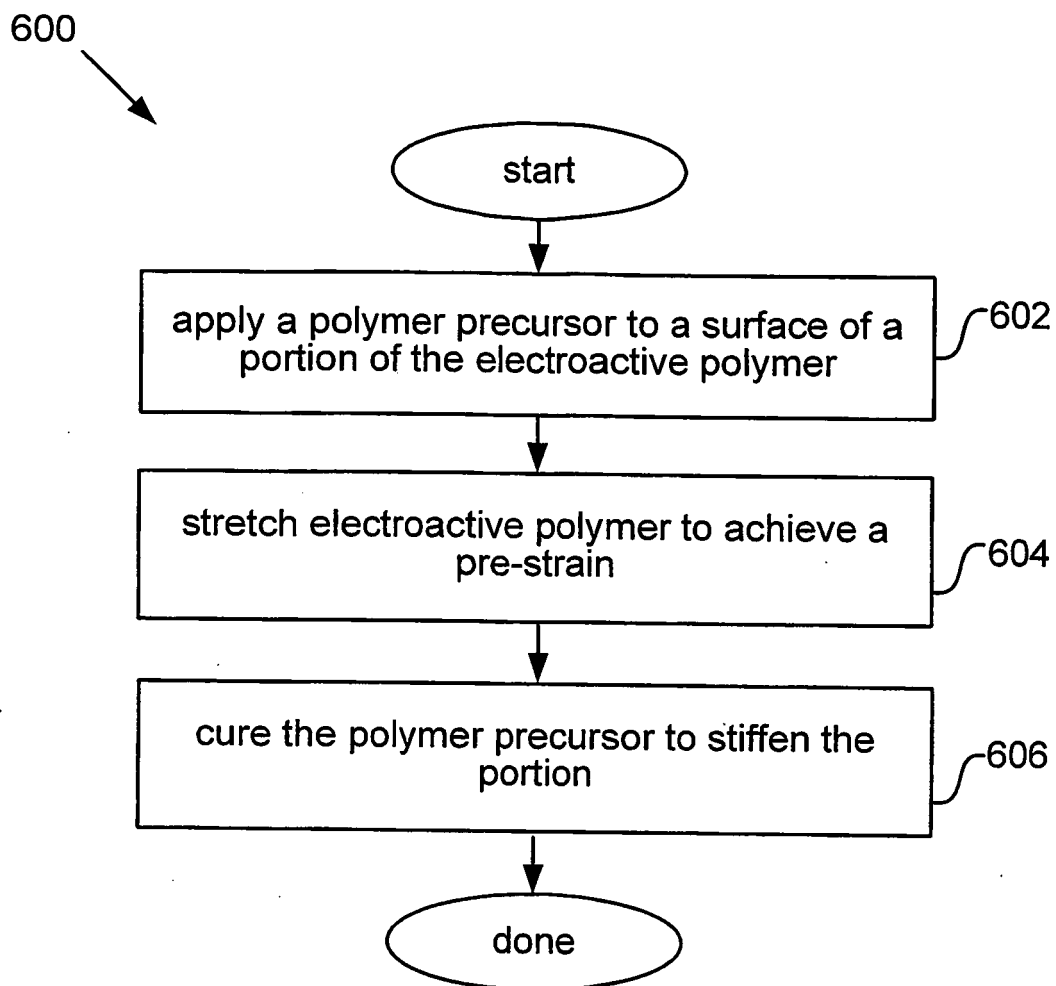 600
start
apply a polymer precursor to a surface of a
portion of the electroactive polymer
602
stretch electroactive polymer to achieve a
pre-strain
604
cure the polymer precursor to stiffen the
portion
606
done